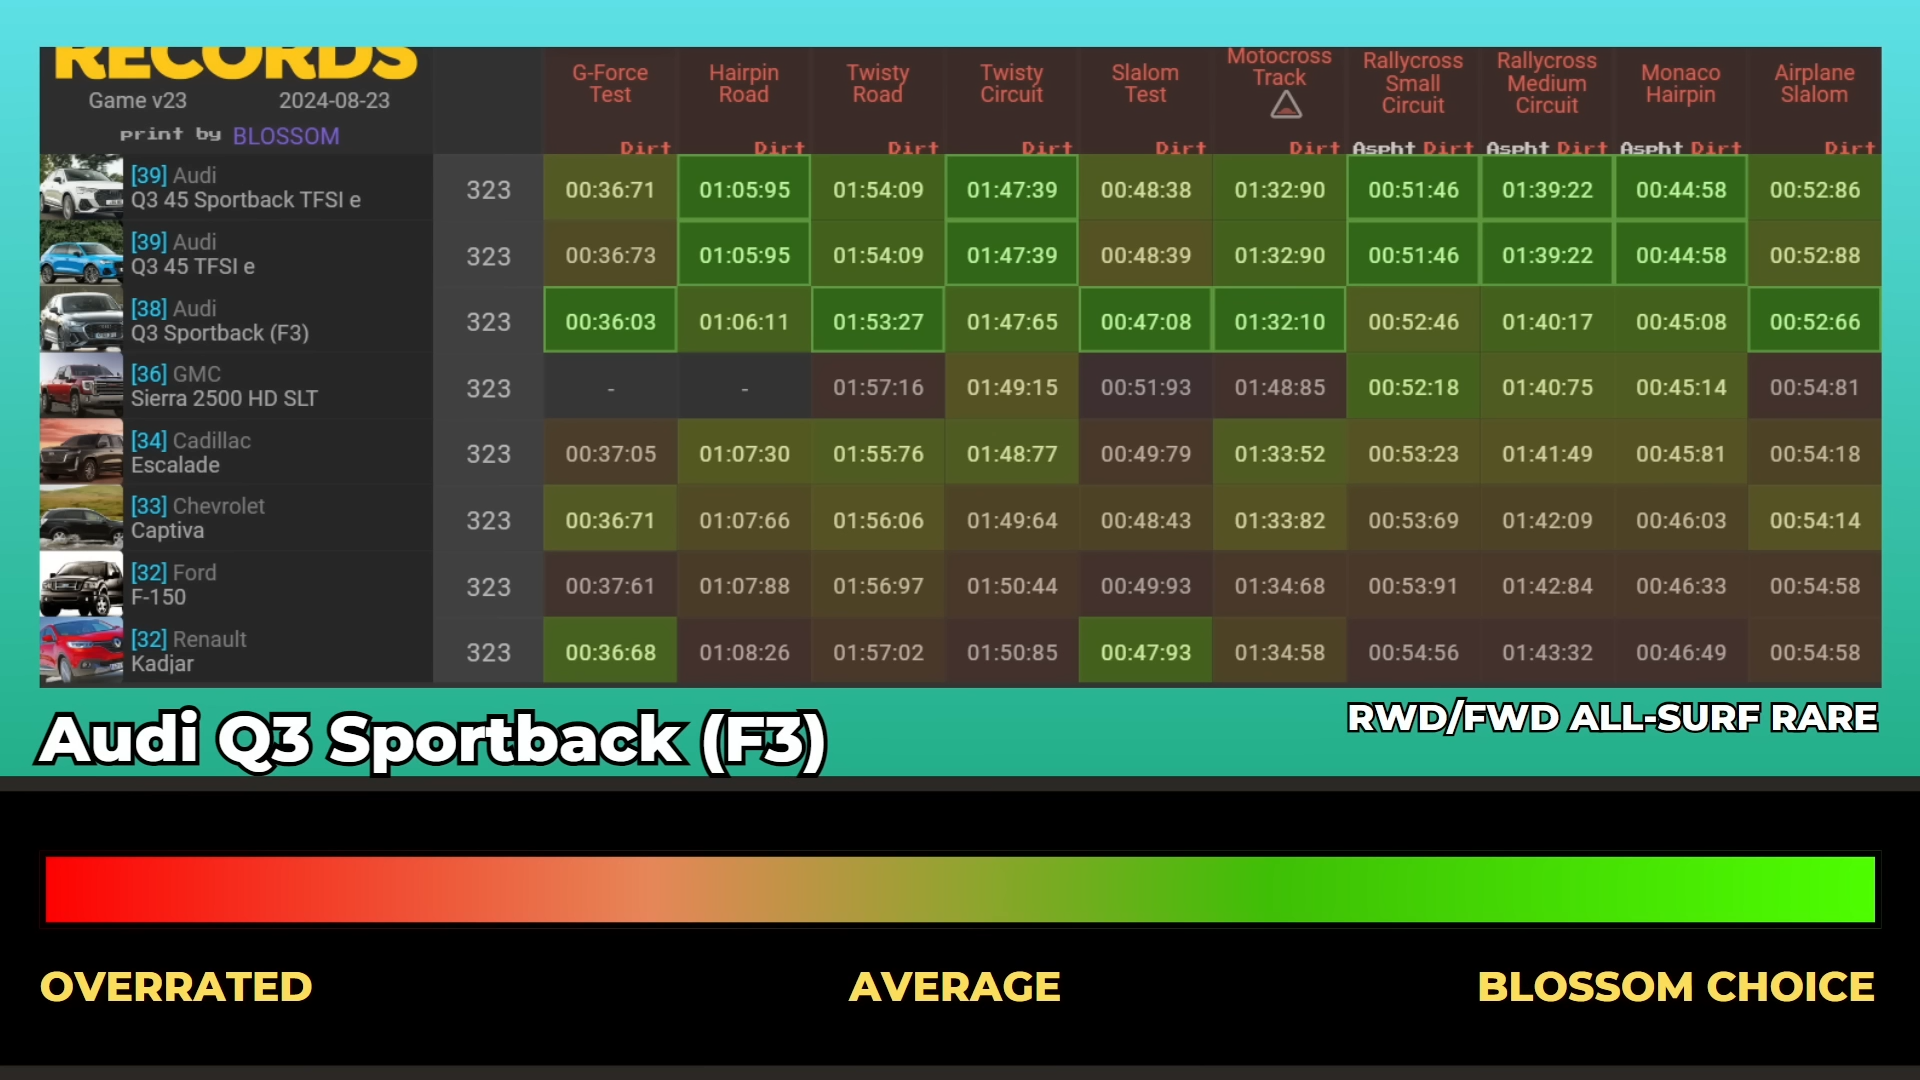 RECORDS
Game v23 2024-08-23
print by BLOSSOM
G-Force Test Dirt
Hairpin Road Dirt
Twisty Road Dirt
Twisty Circuit Dirt
Slalom Test Dirt
Motocross Track Dirt
Rallycross Small Circuit Aspht Dirt
Rallycross Medium Circuit Aspht Dirt
Monaco Hairpin Aspht Dirt
Airplane Slalom Dirt
[39] Audi
Q3 45 Sportback TFSI e
323 00:36:71 01:05:95 01:54:09 01:47:39 00:48:38 01:32:90 00:51:46 01:39:22 00:44:58 00:52:86
[39] Audi
Q3 45 TFSI e
323 00:36:73 01:05:95 01:54:09 01:47:39 00:48:39 01:32:90 00:51:46 01:39:22 00:44:58 00:52:88
[38] Audi
Q3 Sportback (F3)
323 00:36:03 01:06:11 01:53:27 01:47:65 00:47:08 01:32:10 00:52:46 01:40:17 00:45:08 00:52:66
[36] GMC
Sierra 2500 HD SLT
323 - - 01:57:16 01:49:15 00:51:93 01:48:85 00:52:18 01:40:75 00:45:14 00:54:81
[34] Cadillac
Escalade
323 00:37:05 01:07:30 01:55:76 01:48:77 00:49:79 01:33:52 00:53:23 01:41:49 00:45:81 00:54:18
[33] Chevrolet
Captiva
323 00:36:71 01:07:66 01:56:06 01:49:64 00:48:43 01:33:82 00:53:69 01:42:09 00:46:03 00:54:14
[32] Ford
F-150
323 00:37:61 01:07:88 01:56:97 01:50:44 00:49:93 01:34:68 00:53:91 01:42:84 00:46:33 00:54:58
[32] Renault
Kadjar
323 00:36:68 01:08:26 01:57:02 01:50:85 00:47:93 01:34:58 00:54:56 01:43:32 00:46:49 00:54:58
Audi Q3 Sportback (F3)
RWD/FWD ALL-SURF RARE
OVERRATED AVERAGE BLOSSOM CHOICE